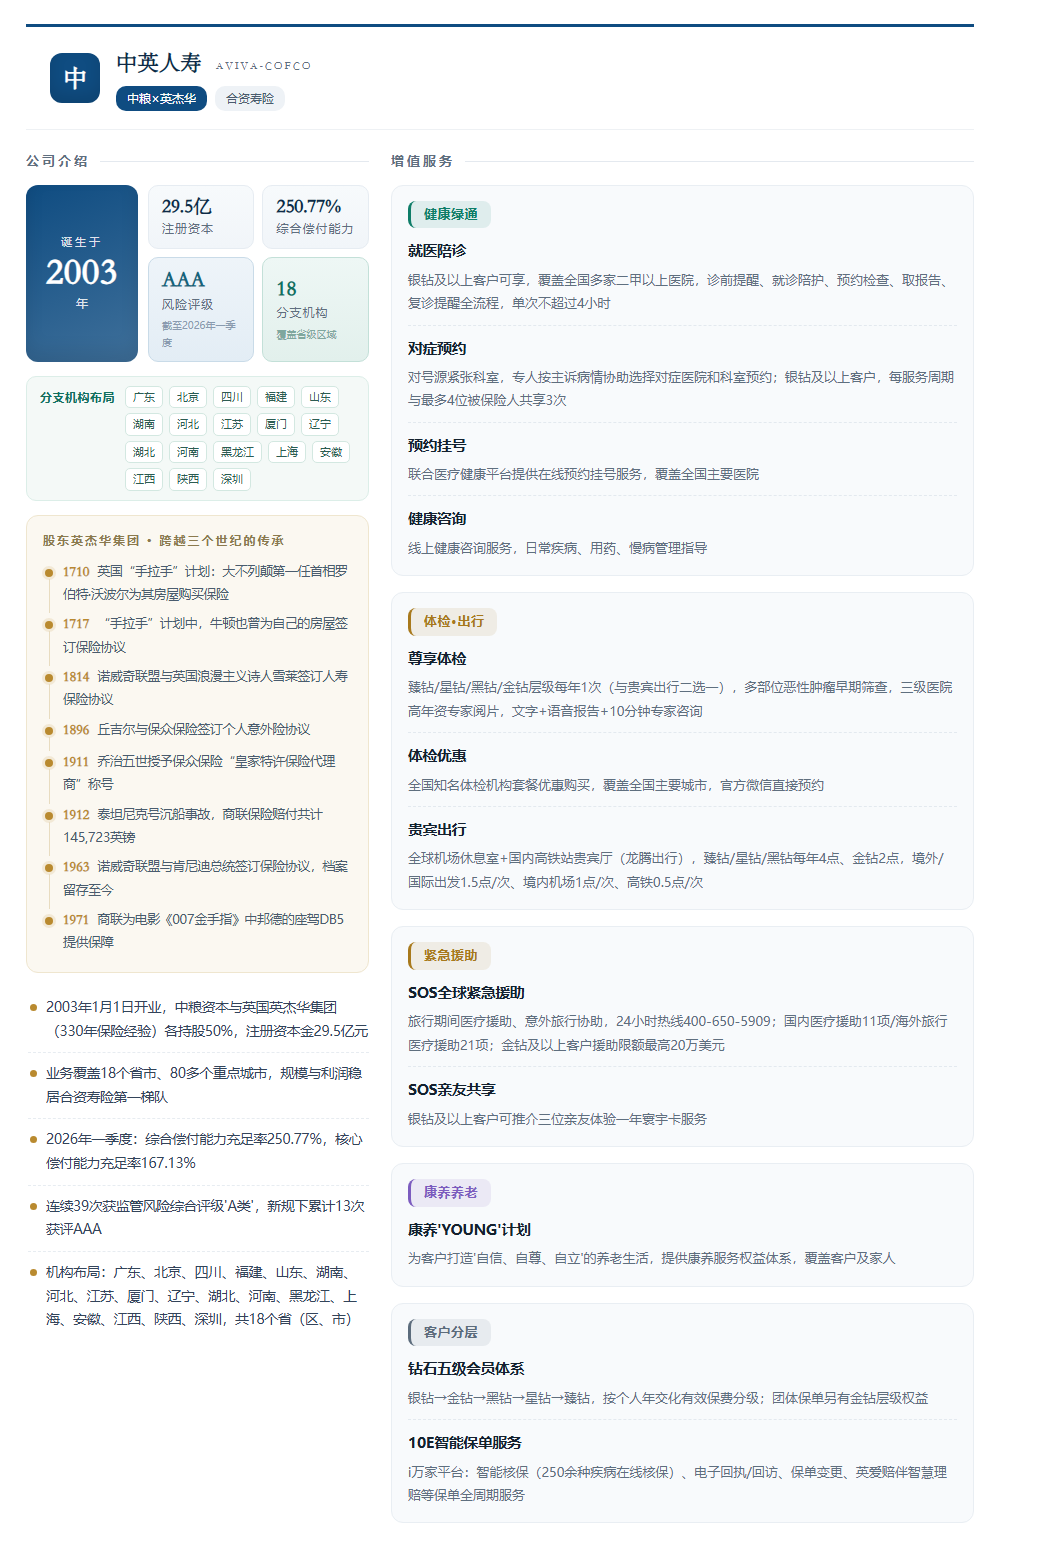 中
中英人寿 AVIVA-COFCO
中粮×英杰华 合资寿险
公司介绍
诞生于
2003
年
29.5亿
注册资本
250.77%
综合偿付能力
AAA
风险评级
截至2026年一季
度
18
分支机构
覆盖省级区域
分支机构布局 广东 北京 四川 福建 山东
湖南 河北 江苏 厦门 辽宁
湖北 河南 黑龙江 上海 安徽
江西 陕西 深圳
股东英杰华集团 • 跨越三个世纪的传承
1710 英国“手拉手”计划：大不列颠第一任首相罗
伯特·沃波尔为其房屋购买保险
1717 “手拉手”计划中，牛顿也曾为自己的房屋签
订保险协议
1814 诺威奇联盟与英国浪漫主义诗人雪莱签订人寿
保险协议
1896 丘吉尔与保众保险签订个人意外险协议
1911 乔治五世授予保众保险“皇家特许保险代理
商”称号
1912 泰坦尼克号沉船事故，商联保险赔付共计
145,723英镑
1963 诺威奇联盟与肯尼迪总统签订保险协议，档案
留存至今
1971 商联为电影《007金手指》中邦德的座驾DB5
提供保障
2003年1月1日开业，中粮资本与英国英杰华集团
（330年保险经验）各持股50%，注册资本金29.5亿元
业务覆盖18个省市、80多个重点城市，规模与利润稳
居合资寿险第一梯队
2026年一季度：综合偿付能力充足率250.77%，核心
偿付能力充足率167.13%
连续39次获监管风险综合评级'A类'，新规下累计13次
获评AAA
机构布局：广东、北京、四川、福建、山东、湖南、
河北、江苏、厦门、辽宁、湖北、河南、黑龙江、上
海、安徽、江西、陕西、深圳，共18个省（区、市）
增值服务
健康绿通
就医陪诊
银钻及以上客户可享，覆盖全国多家二甲以上医院，诊前提醒、就诊陪护、预约检查、取报告、
复诊提醒全流程，单次不超过4小时
对症预约
对号源紧张科室，专人按主诉病情协助选择对症医院和科室预约；银钻及以上客户，每服务周期
与最多4位被保险人共享3次
预约挂号
联合医疗健康平台提供在线预约挂号服务，覆盖全国主要医院
健康咨询
线上健康咨询服务，日常疾病、用药、慢病管理指导
体检•出行
尊享体检
臻钻/星钻/黑钻/金钻层级每年1次（与贵宾出行二选一），多部位恶性肿瘤早期筛查，三级医院
高年资专家阅片，文字+语音报告+10分钟专家咨询
体检优惠
全国知名体检机构套餐优惠购买，覆盖全国主要城市，官方微信直接预约
贵宾出行
全球机场休息室+国内高铁站贵宾厅（龙腾出行），臻钻/星钻/黑钻每年4点、金钻2点，境外/
国际出发1.5点/次、境内机场1点/次、高铁0.5点/次
紧急援助
SOS全球紧急援助
旅行期间医疗援助、意外旅行协助，24小时热线400-650-5909；国内医疗援助11项/海外旅行
医疗援助21项；金钻及以上客户援助限额最高20万美元
SOS亲友共享
银钻及以上客户可推介三位亲友体验一年寰宇卡服务
康养养老
康养'YOUNG'计划
为客户打造'自信、自尊、自立'的养老生活，提供康养服务权益体系，覆盖客户及家人
客户分层
钻石五级会员体系
银钻→金钻→黑钻→星钻→臻钻，按个人年交化有效保费分级；团体保单另有金钻层级权益
10E智能保单服务
i万家平台：智能核保（250余种疾病在线核保）、电子回执/回访、保单变更、英爱赔伴智慧理
赔等保单全周期服务